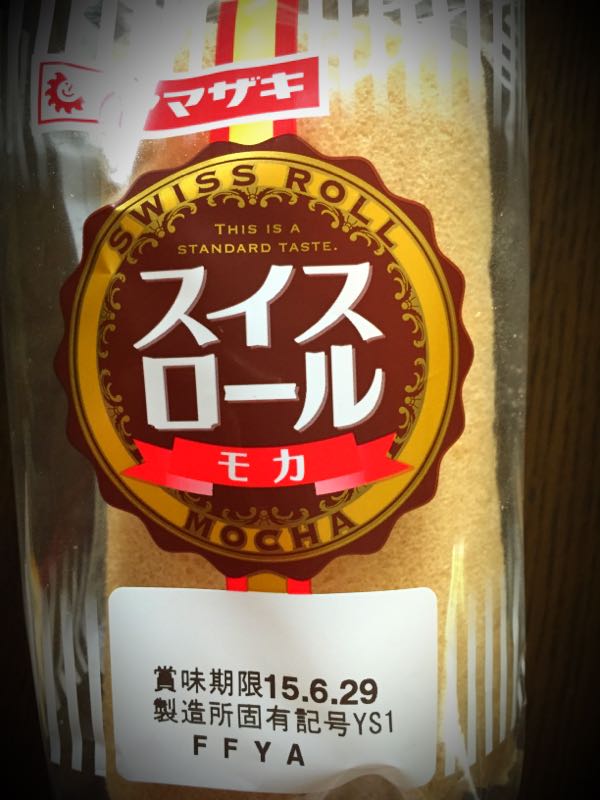 ヤマザキ
SWISS ROLL
THIS IS A
STANDARD TASTE.
スイス
ロール
モカ
MOCHA
賞味期限15.6.29
製造所固有記号YS1
FFYA